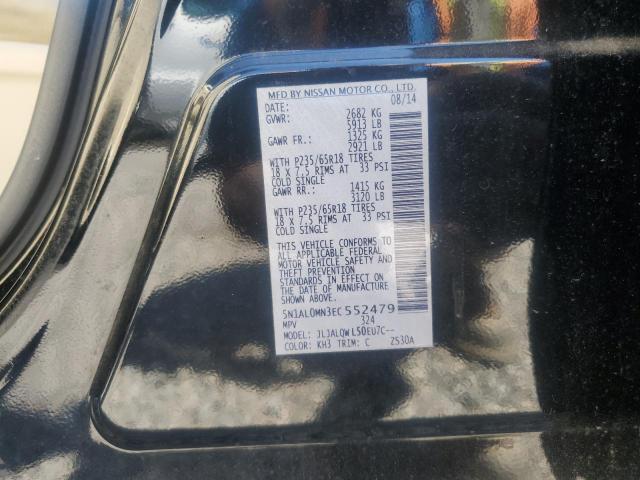 MFD BY NISSAN MOTOR CO., LTD.
DATE: 08/14
GVWR: 2682 KG
5913 LB
GAWR FR.: 1325 KG
2921 LB
WITH P235/65R18 TIRES
18 X 7.5 RIMS AT 33 PSI
COLD SINGLE
GAWR RR.: 1415 KG
3120 LB
WITH P235/65R18 TIRES
18 X 7.5 RIMS AT 33 PSI
COLD SINGLE
THIS VEHICLE CONFORMS TO
ALL APPLICABLE FEDERAL
MOTOR VEHICLE SAFETY AND
THEFT PREVENTION
STANDARDS IN EFFECT ON
THE DATE OF MANUFACTURE
SHOWN ABOVE.
5N1AL0MN3EC552479
MPV 324
MODEL: JLJALQWL50EU7C--
COLOR: KH3 TRIM: C 2S30A